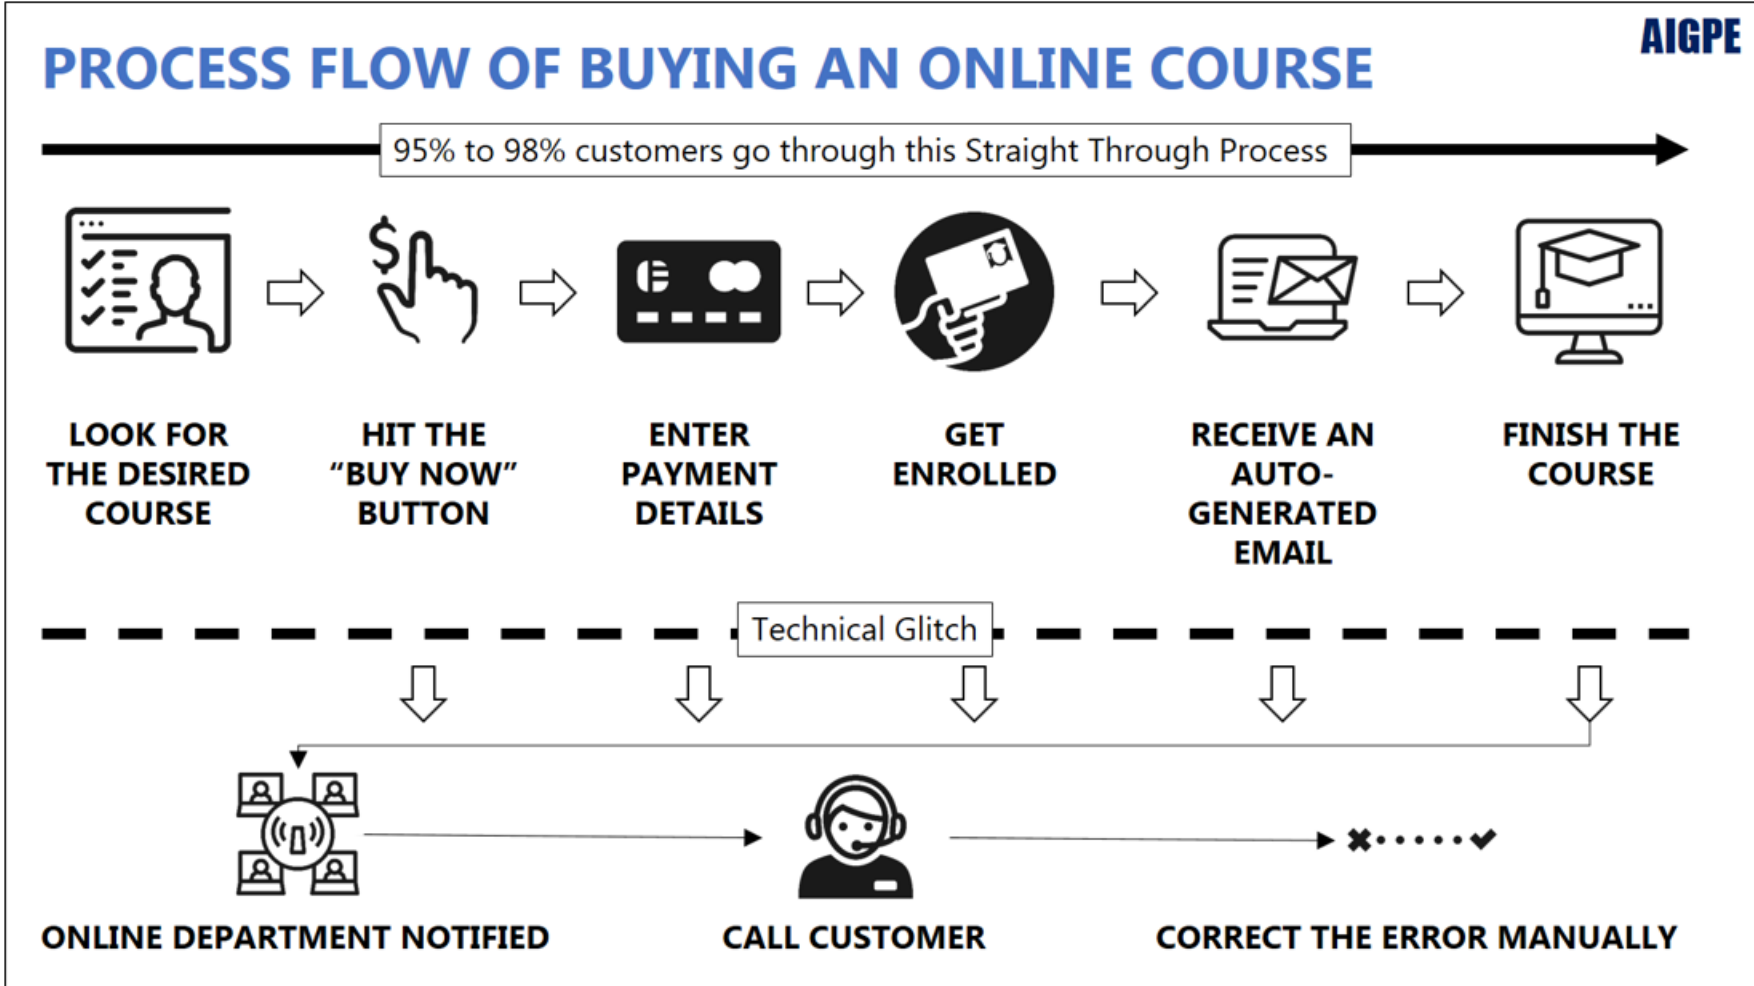 AIGPE
PROCESS FLOW OF BUYING AN ONLINE COURSE
95% to 98% customers go through this Straight Through Process
$
LOOK FOR
THE DESIRED
COURSE
HIT THE
“BUY NOW”
BUTTON
ENTER
PAYMENT
DETAILS
GET
ENROLLED
RECEIVE AN
AUTO-
GENERATED
EMAIL
FINISH THE
COURSE
Technical Glitch
ONLINE DEPARTMENT NOTIFIED
CALL CUSTOMER
CORRECT THE ERROR MANUALLY